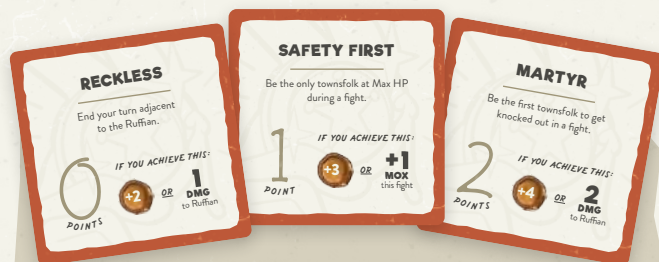 RECKLESS
End your turn adjacent
to the Ruffian.
IF YOU ACHIEVE THIS:
0
POINTS
+2
OR
1
DMG
to Ruffian
SAFETY FIRST
Be the only townsfolk at Max HP
during a fight.
IF YOU ACHIEVE THIS:
1
POINT
+3
OR
+1
MOX
this fight
MARTYR
Be the first townsfolk to get
knocked out in a fight.
IF YOU ACHIEVE THIS:
2
POINTS
+4
OR
2
DMG
to Ruffian